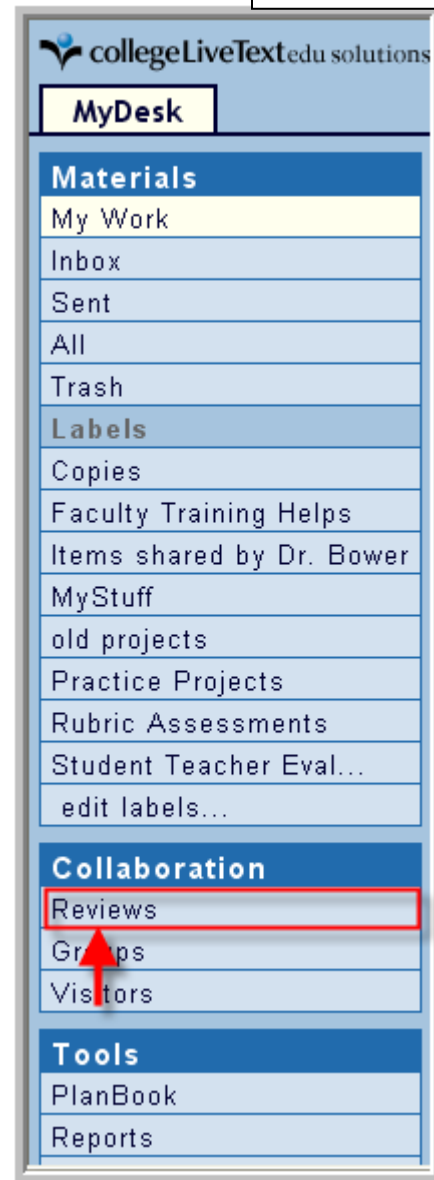 collegeLiveText edu solutions
MyDesk
Materials
My Work
Inbox
Sent
All
Trash
Labels
Copies
Faculty Training Helps
Items shared by Dr. Bower
MyStuff
old projects
Practice Projects
Rubric Assessments
Student Teacher Eval...
edit labels...
Collaboration
Reviews
Groups
Visitors
Tools
PlanBook
Reports